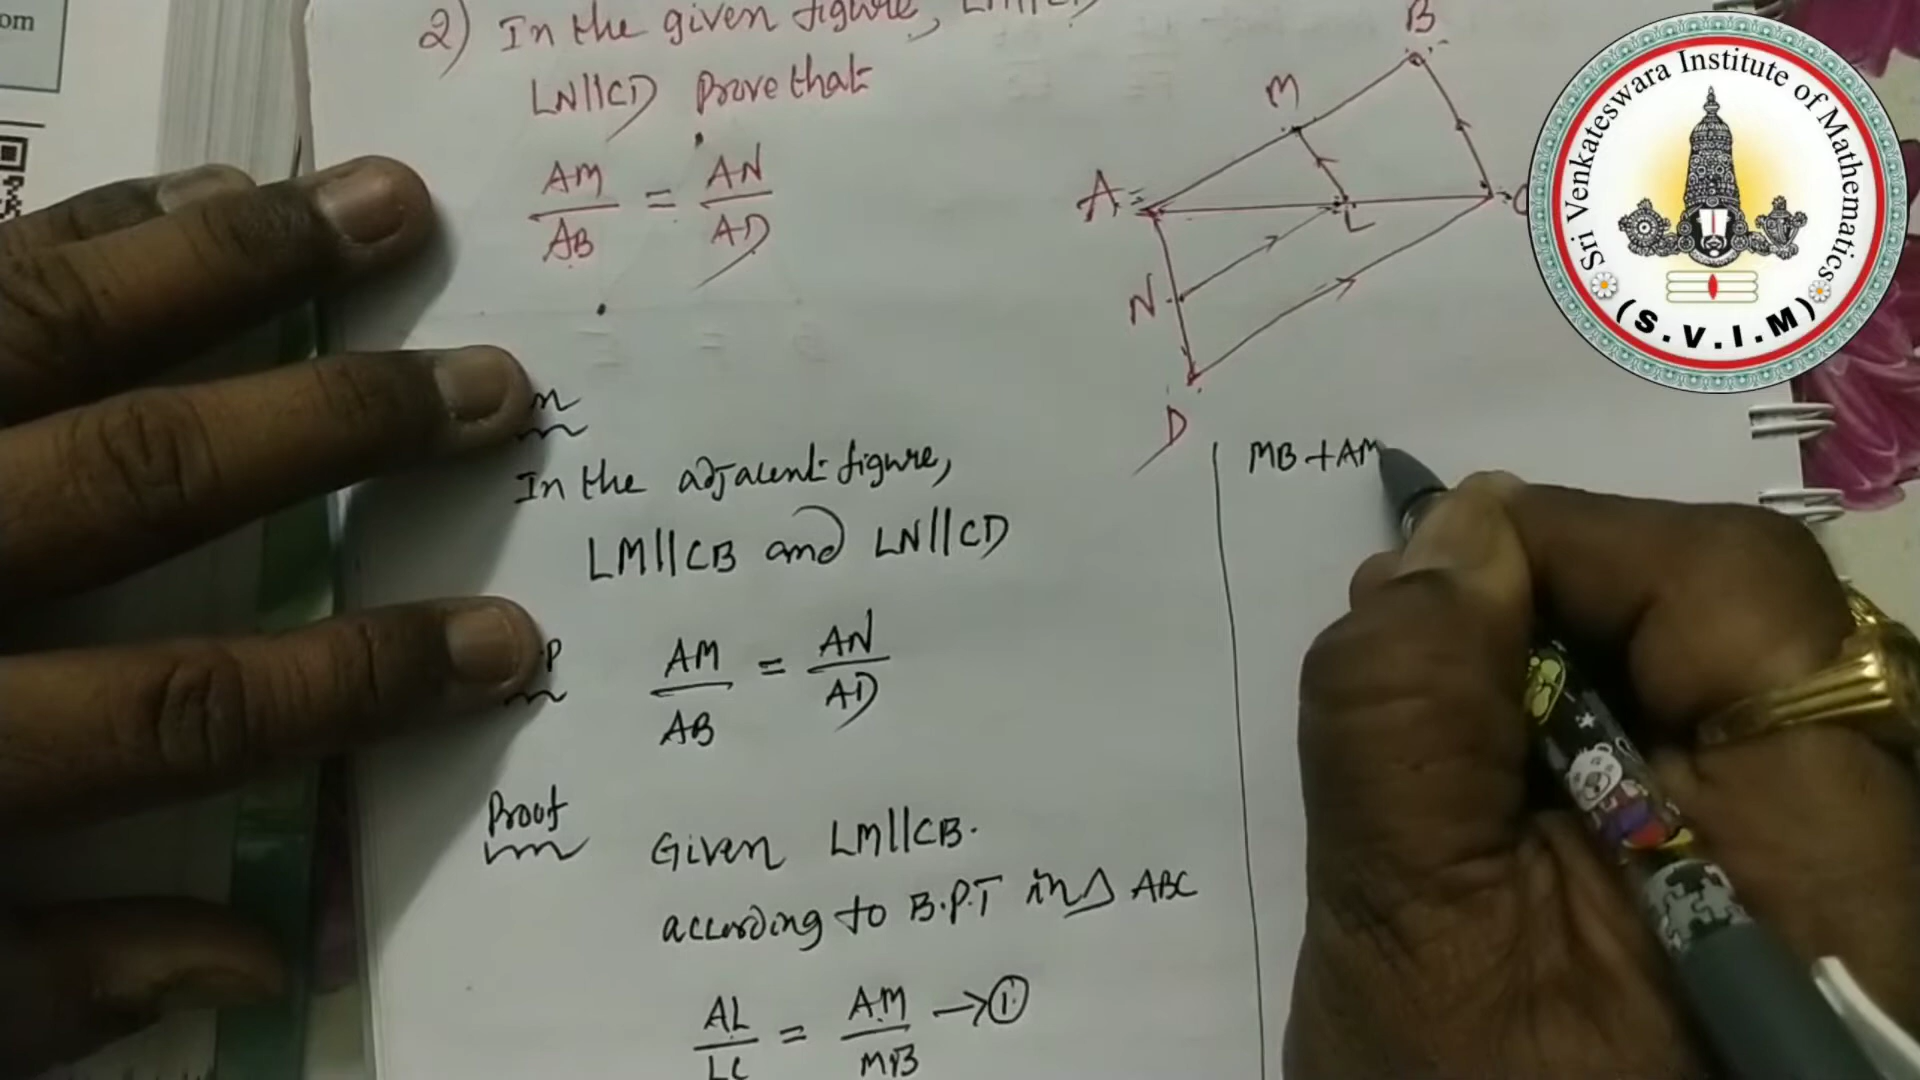 om
2) In the given figure,
LN||CD Prove that
AM/AB = AN/AD
B
M
A
L
N
D
In the adjacent figure,
LM||CB and LN||CD
P AM/AB = AN/AD
Proof Given LM||CB.
according to B.P.T in △ ABC
AL/LC = AM/MB → ①
MB + AM
Sri Venkateswara Institute of Mathematics
(S.V.I.M)